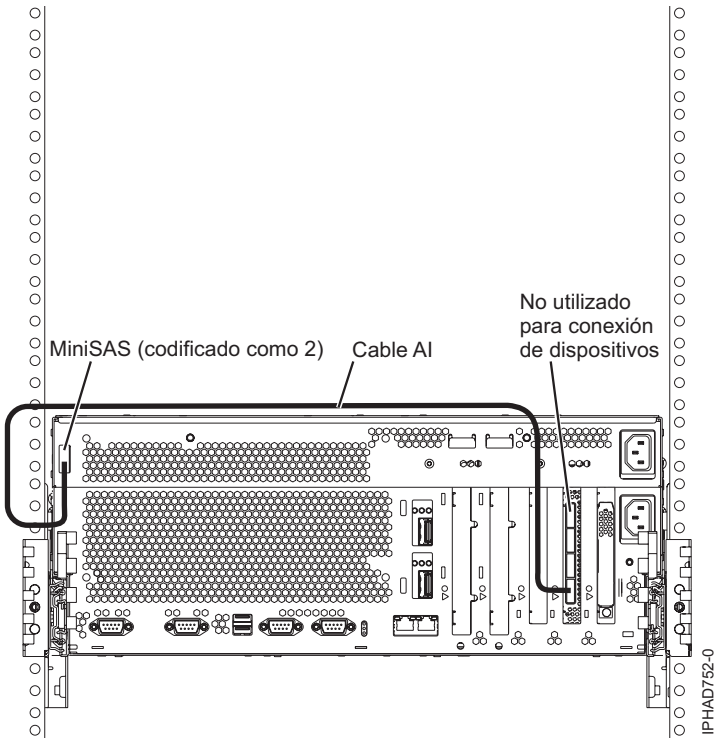 No utilizado
para conexión
de dispositivos
MiniSAS (codificado como 2)
Cable AI
IPHAD752-0